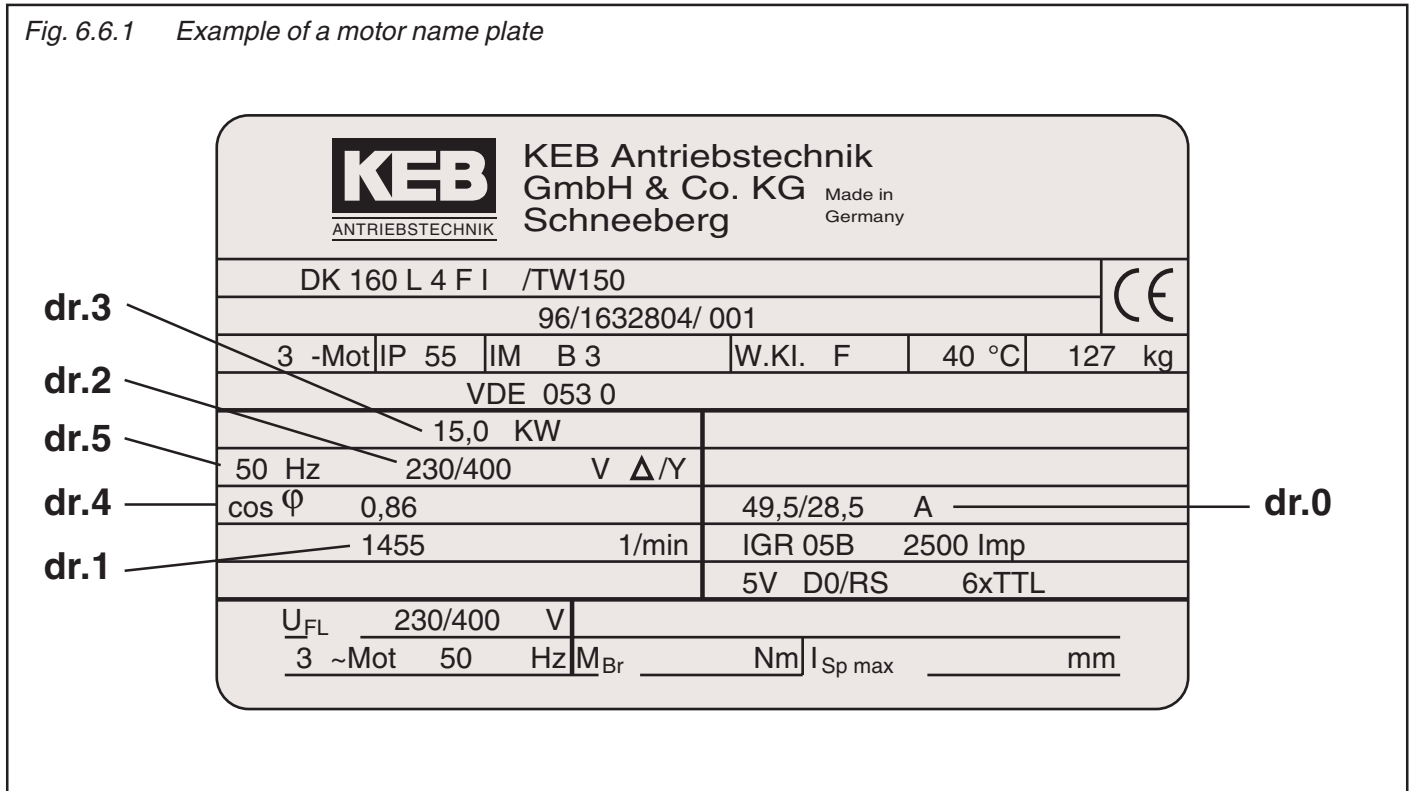 Fig. 6.6.1 Example of a motor name plate
KEB
ANTRIEBSTECHNIK
KEB Antriebstechnik
GmbH & Co. KG
Schneeberg
Made in
Germany
DK 160 L 4 F I /TW150
CE
96/1632804/ 001
3 -Mot IP 55 IM B 3 W.KI. F 40 °C 127 kg
VDE 053 0
dr.3
15,0 KW
dr.2
dr.5
50 Hz 230/400 V Δ/Y
dr.4
cos φ 0,86 49,5/28,5 A
dr.0
dr.1
1455 1/min IGR 05B 2500 Imp
5V D0/RS 6xTTL
UFL 230/400 V
3 ~Mot 50 Hz MBr Nm ISp max mm